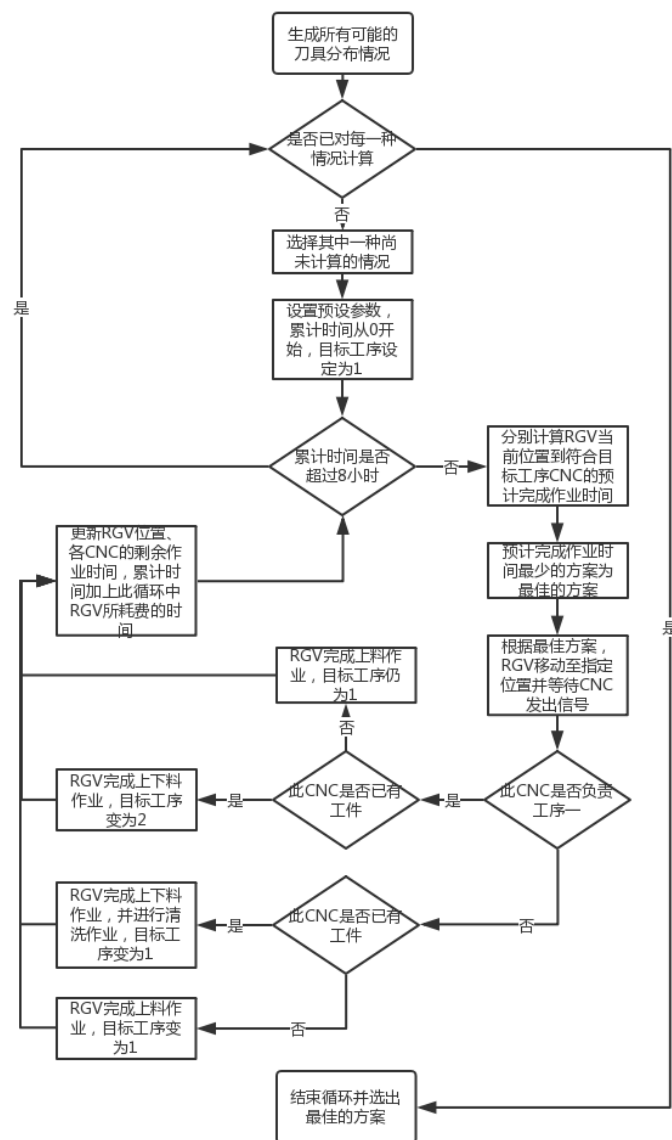 生成所有可能的
刀具分布情况
是否已对每一种
情况计算
否
选择其中一种尚
未计算的情况
是
设置预设参数，
累计时间从0开
始，目标工序设
定为1
累计时间是否
超过8小时
否
分别计算RGV当
前位置到符合目
标工序CNC的预
计完成作业时间
更新RGV位置、
各CNC的剩余作
业时间，累计时
间加上此循环中
RGV所耗费的时
间
预计完成作业时
间最少的方案为
最佳的方案
是
根据最佳方案，
RGV移动至指定
位置并等待CNC
发出信号
RGV完成上料作
业，目标工序仍
为1
否
RGV完成上下料
作业，目标工序
变为2
是
此CNC是否已有
工件
是
此CNC是否负责
工序一
RGV完成上下料
作业，并进行清
洗作业，目标工
序变为1
是
此CNC是否已有
工件
否
RGV完成上料作
业，目标工序变
为1
否
结束循环并选出
最佳的方案